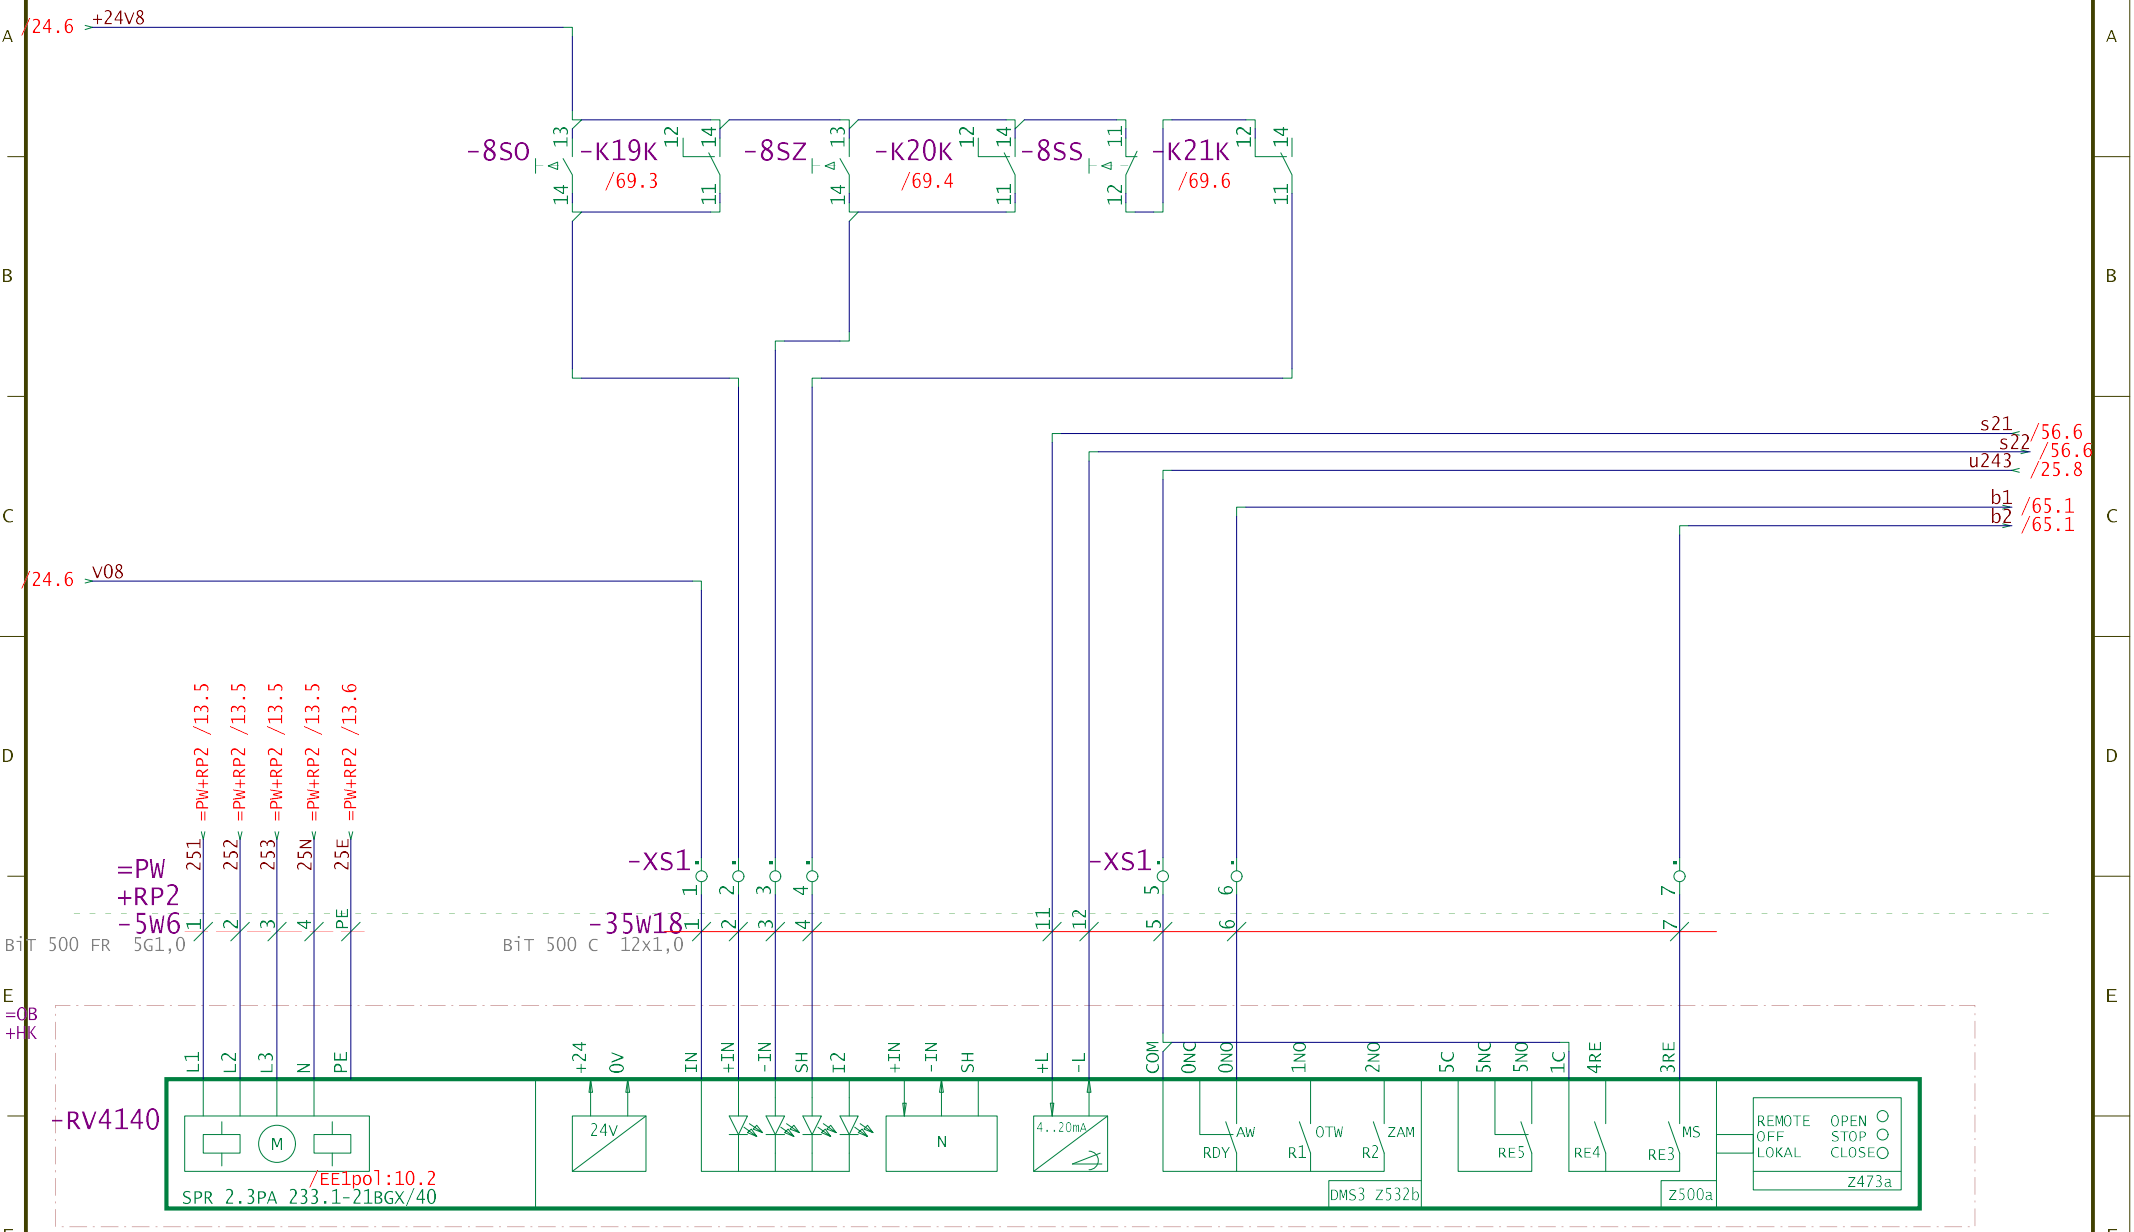 A /24.6 +24V8 A
-8SO 13 14 -K19K /69.3 12 14 11 -8SZ 13 14 -K20K /69.4 12 14 11 -8SS 11 12 -K21K /69.6 12 14 11
B B
s21 /56.6
s22 /56.6
u243 /25.8
b1 /65.1
b2 /65.1
C C
/24.6 V08
=PW+RP2 /13.5 =PW+RP2 /13.5 =PW+RP2 /13.5 =PW+RP2 /13.5 =PW+RP2 /13.6
D D
251 252 253 25N 25E
=PW
+RP2
-5W6 1 2 3 4 PE
BiT 500 FR 5G1,0
-XS1 1 2 3 4 -XS1 5 6 7
-35W18 1 2 3 4 11 12 5 6 7
BiT 500 C 12x1,0
E E
=OB
+HK
L1 L2 L3 N PE +24 0V IN +IN -IN SH I2 +IN -IN SH +L -L COM 0NC 0NO 1NO 2NO 5C 5NC 5NO 1C 4RE 3RE
-RV4140
M 24V N 4..20mA AW OTW ZAM MS
RDY R1 R2 RE5 RE4 RE3
REMOTE OPEN
OFF STOP
LOKAL CLOSE
Z473a
/EE1pol:10.2
SPR 2.3PA 233.1-21BGX/40
DMS3 Z532b Z500a